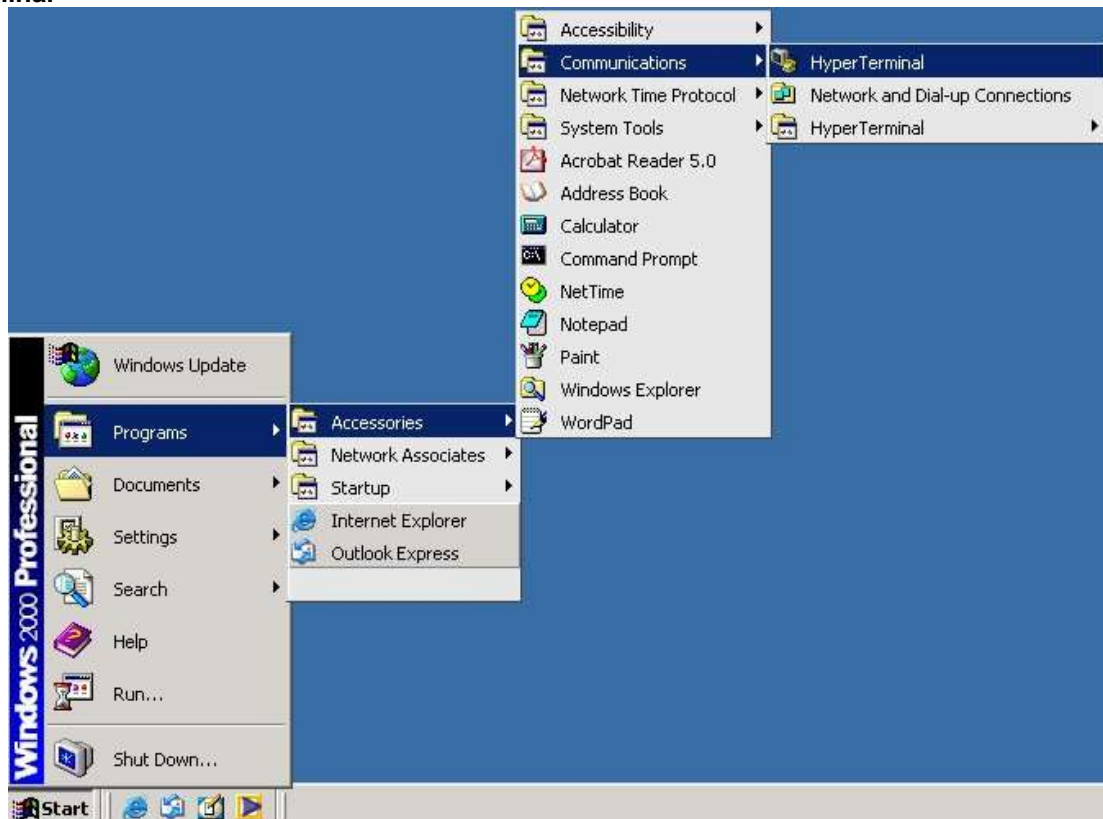 Accessibility
Communications
Network Time Protocol
System Tools
Acrobat Reader 5.0
Address Book
Calculator
Command Prompt
NetTime
Notepad
Paint
Windows Explorer
WordPad
HyperTerminal
Network and Dial-up Connections
HyperTerminal
Accessories
Network Associates
Startup
Internet Explorer
Outlook Express
Windows Update
Programs
Documents
Settings
Search
Help
Run...
Shut Down...
Windows 2000 Professional
Start